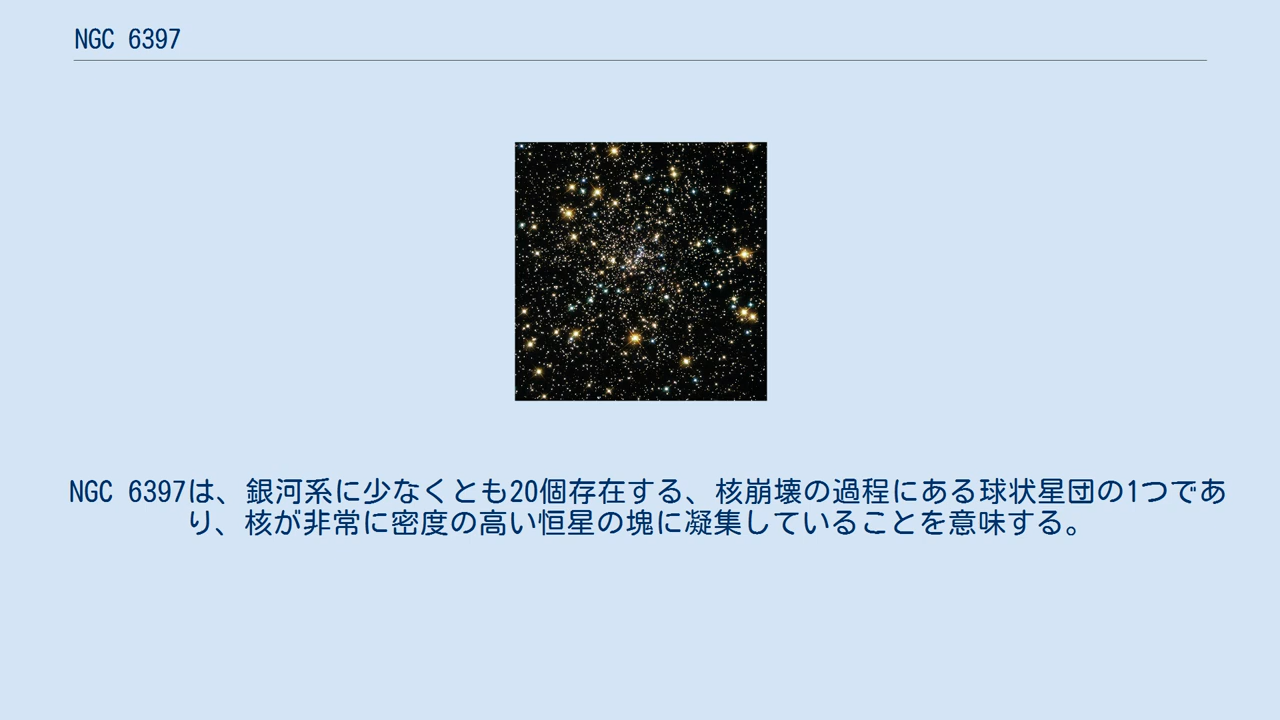 NGC 6397
NGC 6397は、銀河系に少なくとも20個存在する、核崩壊の過程にある球状星団の1つであ
り、核が非常に密度の高い恒星の塊に凝集していることを意味する。